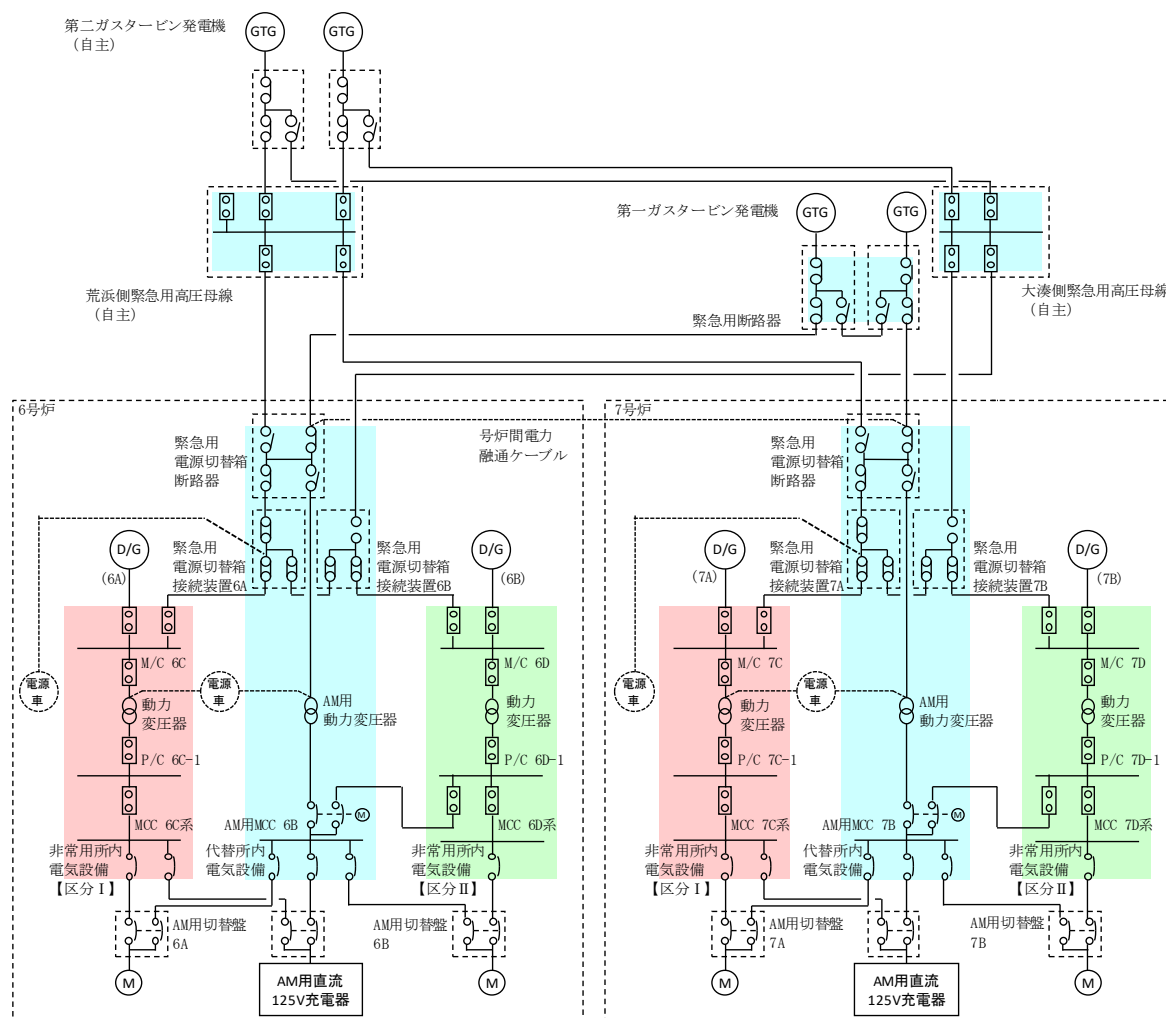 第二ガスタービン発電機
（自主）
GTG
GTG
第一ガスタービン発電機
GTG
GTG
荒浜側緊急用高圧母線
（自主）
大湊側緊急用高圧母線
（自主）
緊急用断路器
6号炉
緊急用
電源切替箱
断路器
号炉間電力
融通ケーブル
D/G
(6A)
緊急用
電源切替箱
接続装置6A
緊急用
電源切替箱
接続装置6B
D/G
(6B)
M/C 6C
M/C 6D
電源
車
電源
車
動力
変圧器
AM用
動力変圧器
動力
変圧器
P/C 6C-1
P/C 6D-1
M
MCC 6C系
AM用MCC 6B
MCC 6D系
非常用所内
電気設備
【区分Ⅰ】
代替所内
電気設備
非常用所内
電気設備
【区分Ⅱ】
AM用切替盤
6A
AM用切替盤
6B
M
AM用直流
125V充電器
M
7号炉
緊急用
電源切替箱
断路器
D/G
(7A)
緊急用
電源切替箱
接続装置7A
緊急用
電源切替箱
接続装置7B
D/G
(7B)
M/C 7C
M/C 7D
電源
車
電源
車
動力
変圧器
AM用
動力変圧器
動力
変圧器
P/C 7C-1
P/C 7D-1
M
MCC 7C系
AM用MCC 7B
MCC 7D系
非常用所内
電気設備
【区分Ⅰ】
代替所内
電気設備
非常用所内
電気設備
【区分Ⅱ】
AM用切替盤
7A
AM用切替盤
7B
M
AM用直流
125V充電器
M